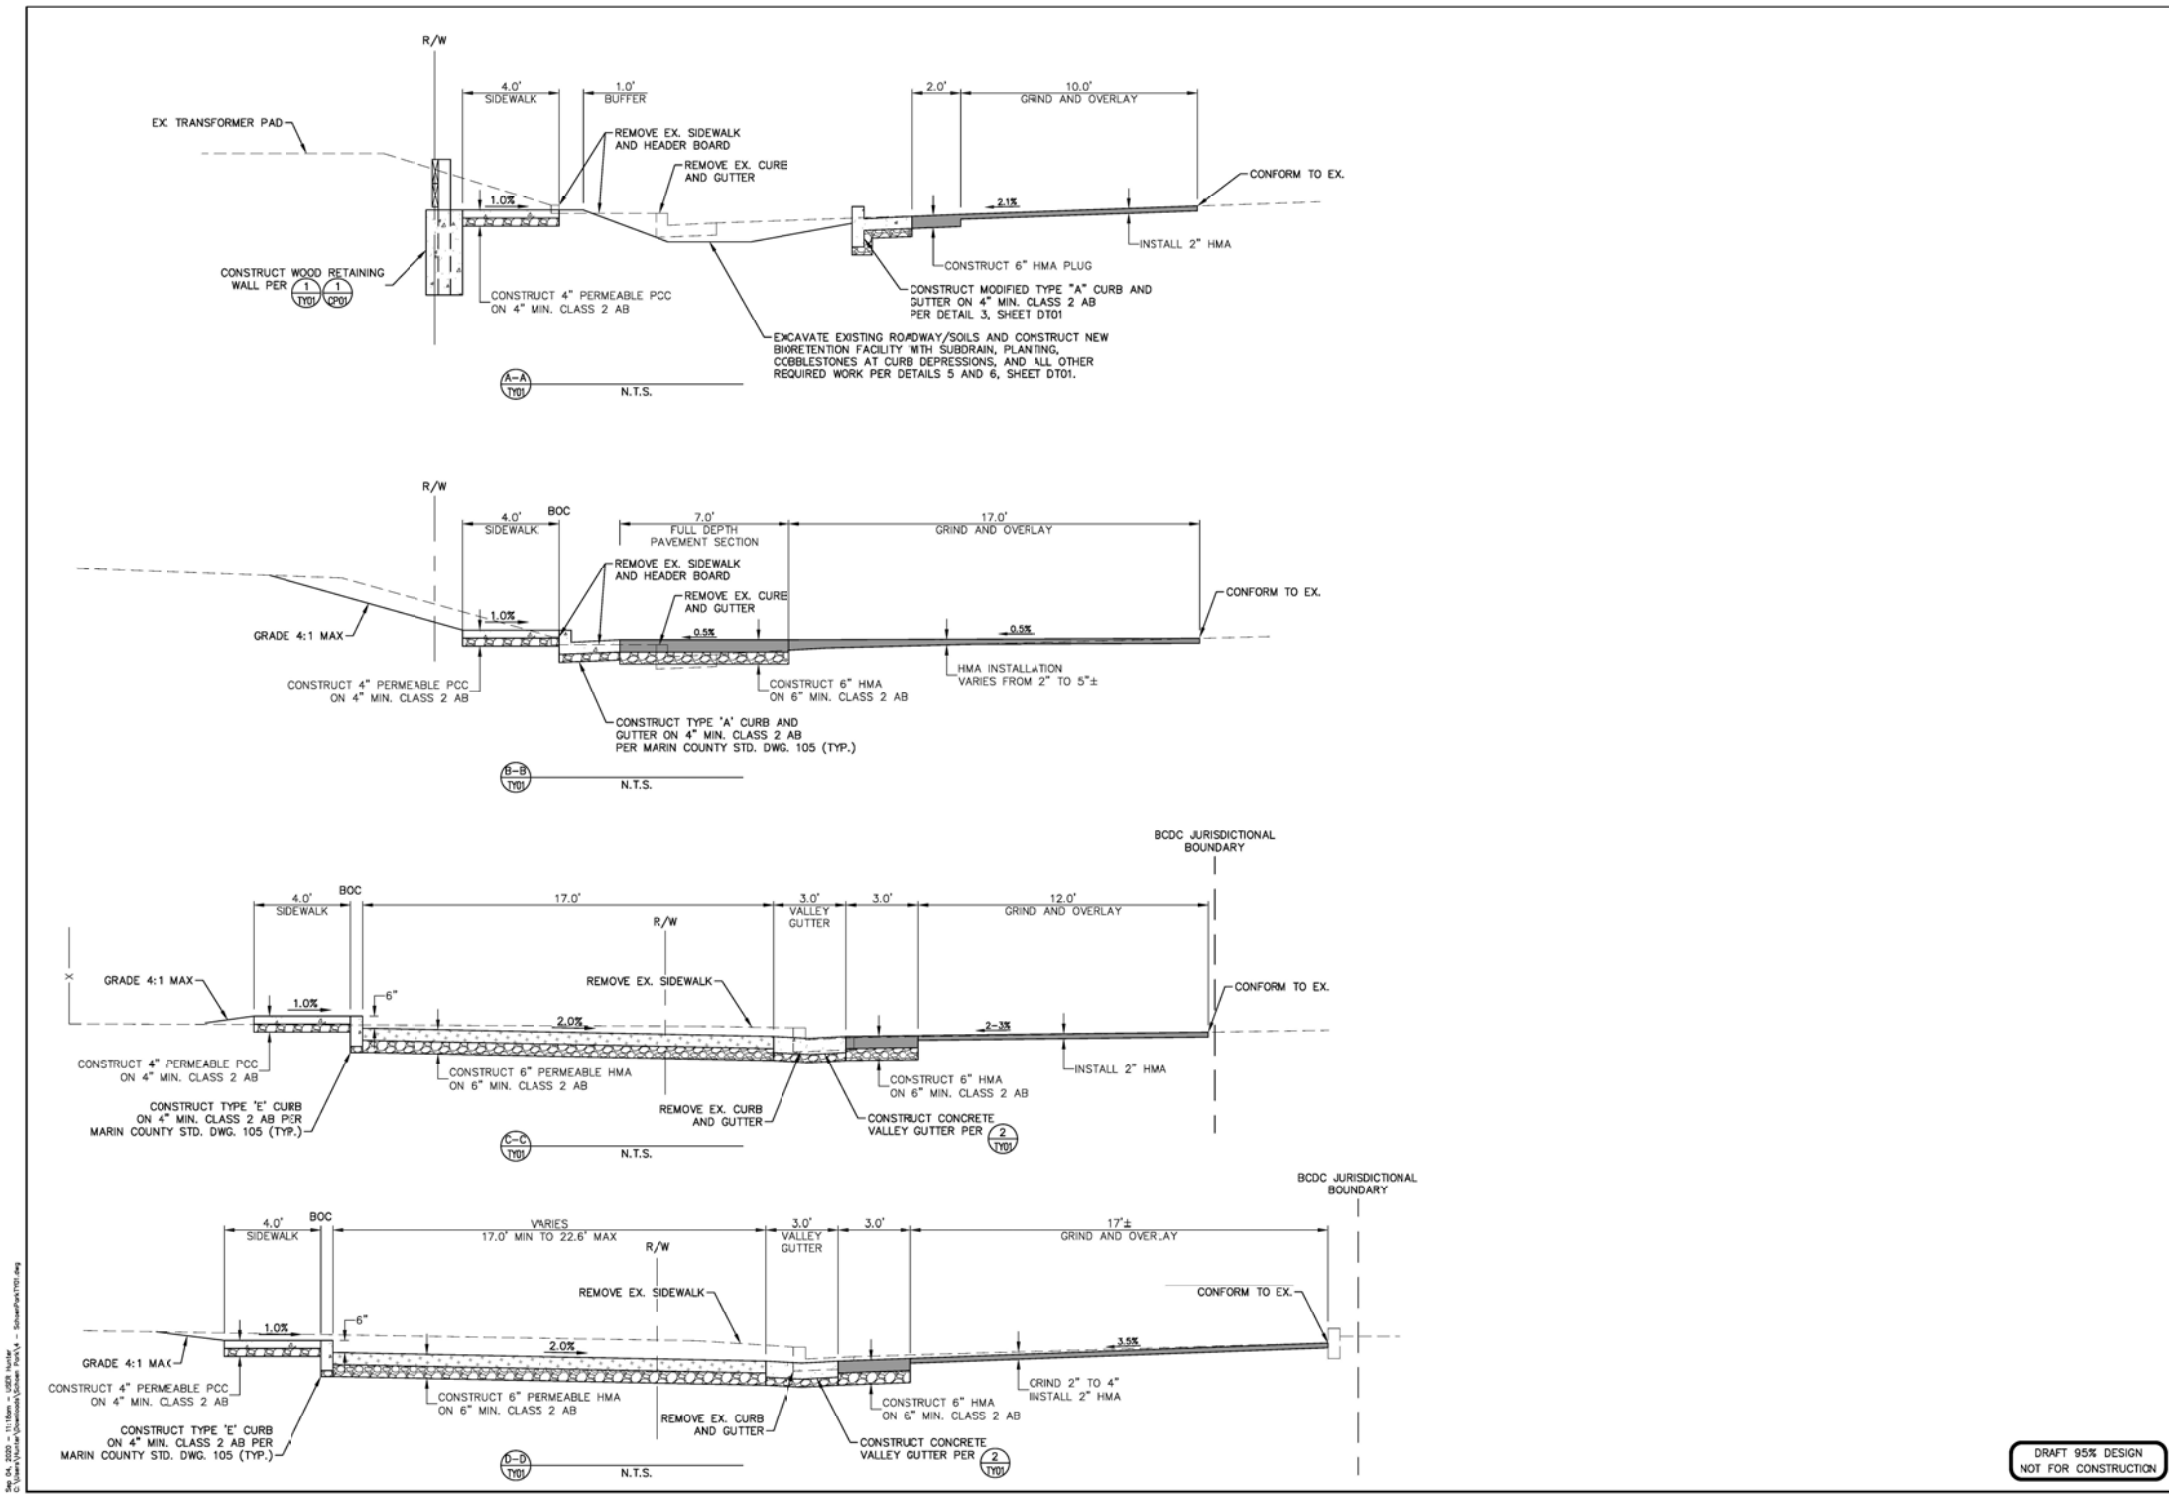 R/W
4.0'
SIDEWALK
1.0'
BUFFER
2.0'
10.0'
GRIND AND OVERLAY
EX. TRANSFORMER PAD
REMOVE EX. SIDEWALK
AND HEADER BOARD
REMOVE EX. CURB
AND GUTTER
CONFORM TO EX.
1.0%
2.1%
INSTALL 2" HMA
CONSTRUCT 6" HMA PLUG
CONSTRUCT WOOD RETAINING
WALL PER
1
TY01
1
CP01
CONSTRUCT 4" PERMEABLE PCC
ON 4" MIN. CLASS 2 AB
CONSTRUCT MODIFIED TYPE "A" CURB AND
GUTTER ON 4" MIN. CLASS 2 AB
PER DETAIL 3, SHEET DT01
EXCAVATE EXISTING ROADWAY/SOILS AND CONSTRUCT NEW
BIORETENTION FACILITY WITH SUBDRAIN, PLANTING,
COBBLESTONES AT CURB DEPRESSIONS, AND ALL OTHER
REQUIRED WORK PER DETAILS 5 AND 6, SHEET DT01.
A-A
TY01
N.T.S.
R/W
4.0'
SIDEWALK
BOC
7.0'
FULL DEPTH
PAVEMENT SECTION
17.0'
GRIND AND OVERLAY
REMOVE EX. SIDEWALK
AND HEADER BOARD
REMOVE EX. CURB
AND GUTTER
CONFORM TO EX.
GRADE 4:1 MAX
1.0%
0.5%
0.5%
HMA INSTALLATION
VARIES FROM 2" TO 5"±
CONSTRUCT 4" PERMEABLE PCC
ON 4" MIN. CLASS 2 AB
CONSTRUCT 6" HMA
ON 6" MIN. CLASS 2 AB
CONSTRUCT TYPE 'A' CURB AND
GUTTER ON 4" MIN. CLASS 2 AB
PER MARIN COUNTY STD. DWG. 105 (TYP.)
B-B
TY01
N.T.S.
BCDC JURISDICTIONAL
BOUNDARY
4.0'
SIDEWALK
BOC
17.0'
R/W
3.0'
VALLEY
GUTTER
3.0'
12.0'
GRIND AND OVERLAY
X
GRADE 4:1 MAX
REMOVE EX. SIDEWALK
CONFORM TO EX.
1.0%
6"
2.0%
2-3%
CONSTRUCT 4" PERMEABLE PCC
ON 4" MIN. CLASS 2 AB
CONSTRUCT 6" PERMEABLE HMA
ON 6" MIN. CLASS 2 AB
CONSTRUCT 6" HMA
ON 6" MIN. CLASS 2 AB
INSTALL 2" HMA
CONSTRUCT TYPE 'E' CURB
ON 4" MIN. CLASS 2 AB PER
MARIN COUNTY STD. DWG. 105 (TYP.)
REMOVE EX. CURB
AND GUTTER
CONSTRUCT CONCRETE
VALLEY GUTTER PER
2
TY01
C-C
TY01
N.T.S.
BCDC JURISDICTIONAL
BOUNDARY
4.0'
SIDEWALK
BOC
VARIES
17.0' MIN TO 22.6' MAX
R/W
3.0'
VALLEY
GUTTER
3.0'
17'±
GRIND AND OVERLAY
REMOVE EX. SIDEWALK
CONFORM TO EX.
1.0%
6"
2.0%
3.5%
GRADE 4:1 MAX
CONSTRUCT 4" PERMEABLE PCC
ON 4" MIN. CLASS 2 AB
CONSTRUCT 6" PERMEABLE HMA
ON 6" MIN. CLASS 2 AB
CONSTRUCT 6" HMA
ON 6" MIN. CLASS 2 AB
GRIND 2" TO 4"
INSTALL 2" HMA
CONSTRUCT TYPE 'E' CURB
ON 4" MIN. CLASS 2 AB PER
MARIN COUNTY STD. DWG. 105 (TYP.)
REMOVE EX. CURB
AND GUTTER
CONSTRUCT CONCRETE
VALLEY GUTTER PER
2
TY01
D-D
TY01
N.T.S.
DRAFT 95% DESIGN
NOT FOR CONSTRUCTION
Sep 04, 2020 - 11:16am - USER Hunter